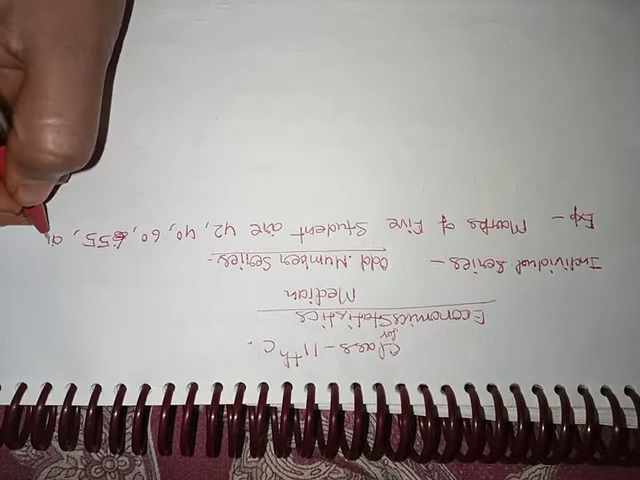 Class - 11th C.
Economics for Statistics
Median
Individual Series - Odd Number Series -
Exp - Marks of Five Student are 42, 40, 60, 55,